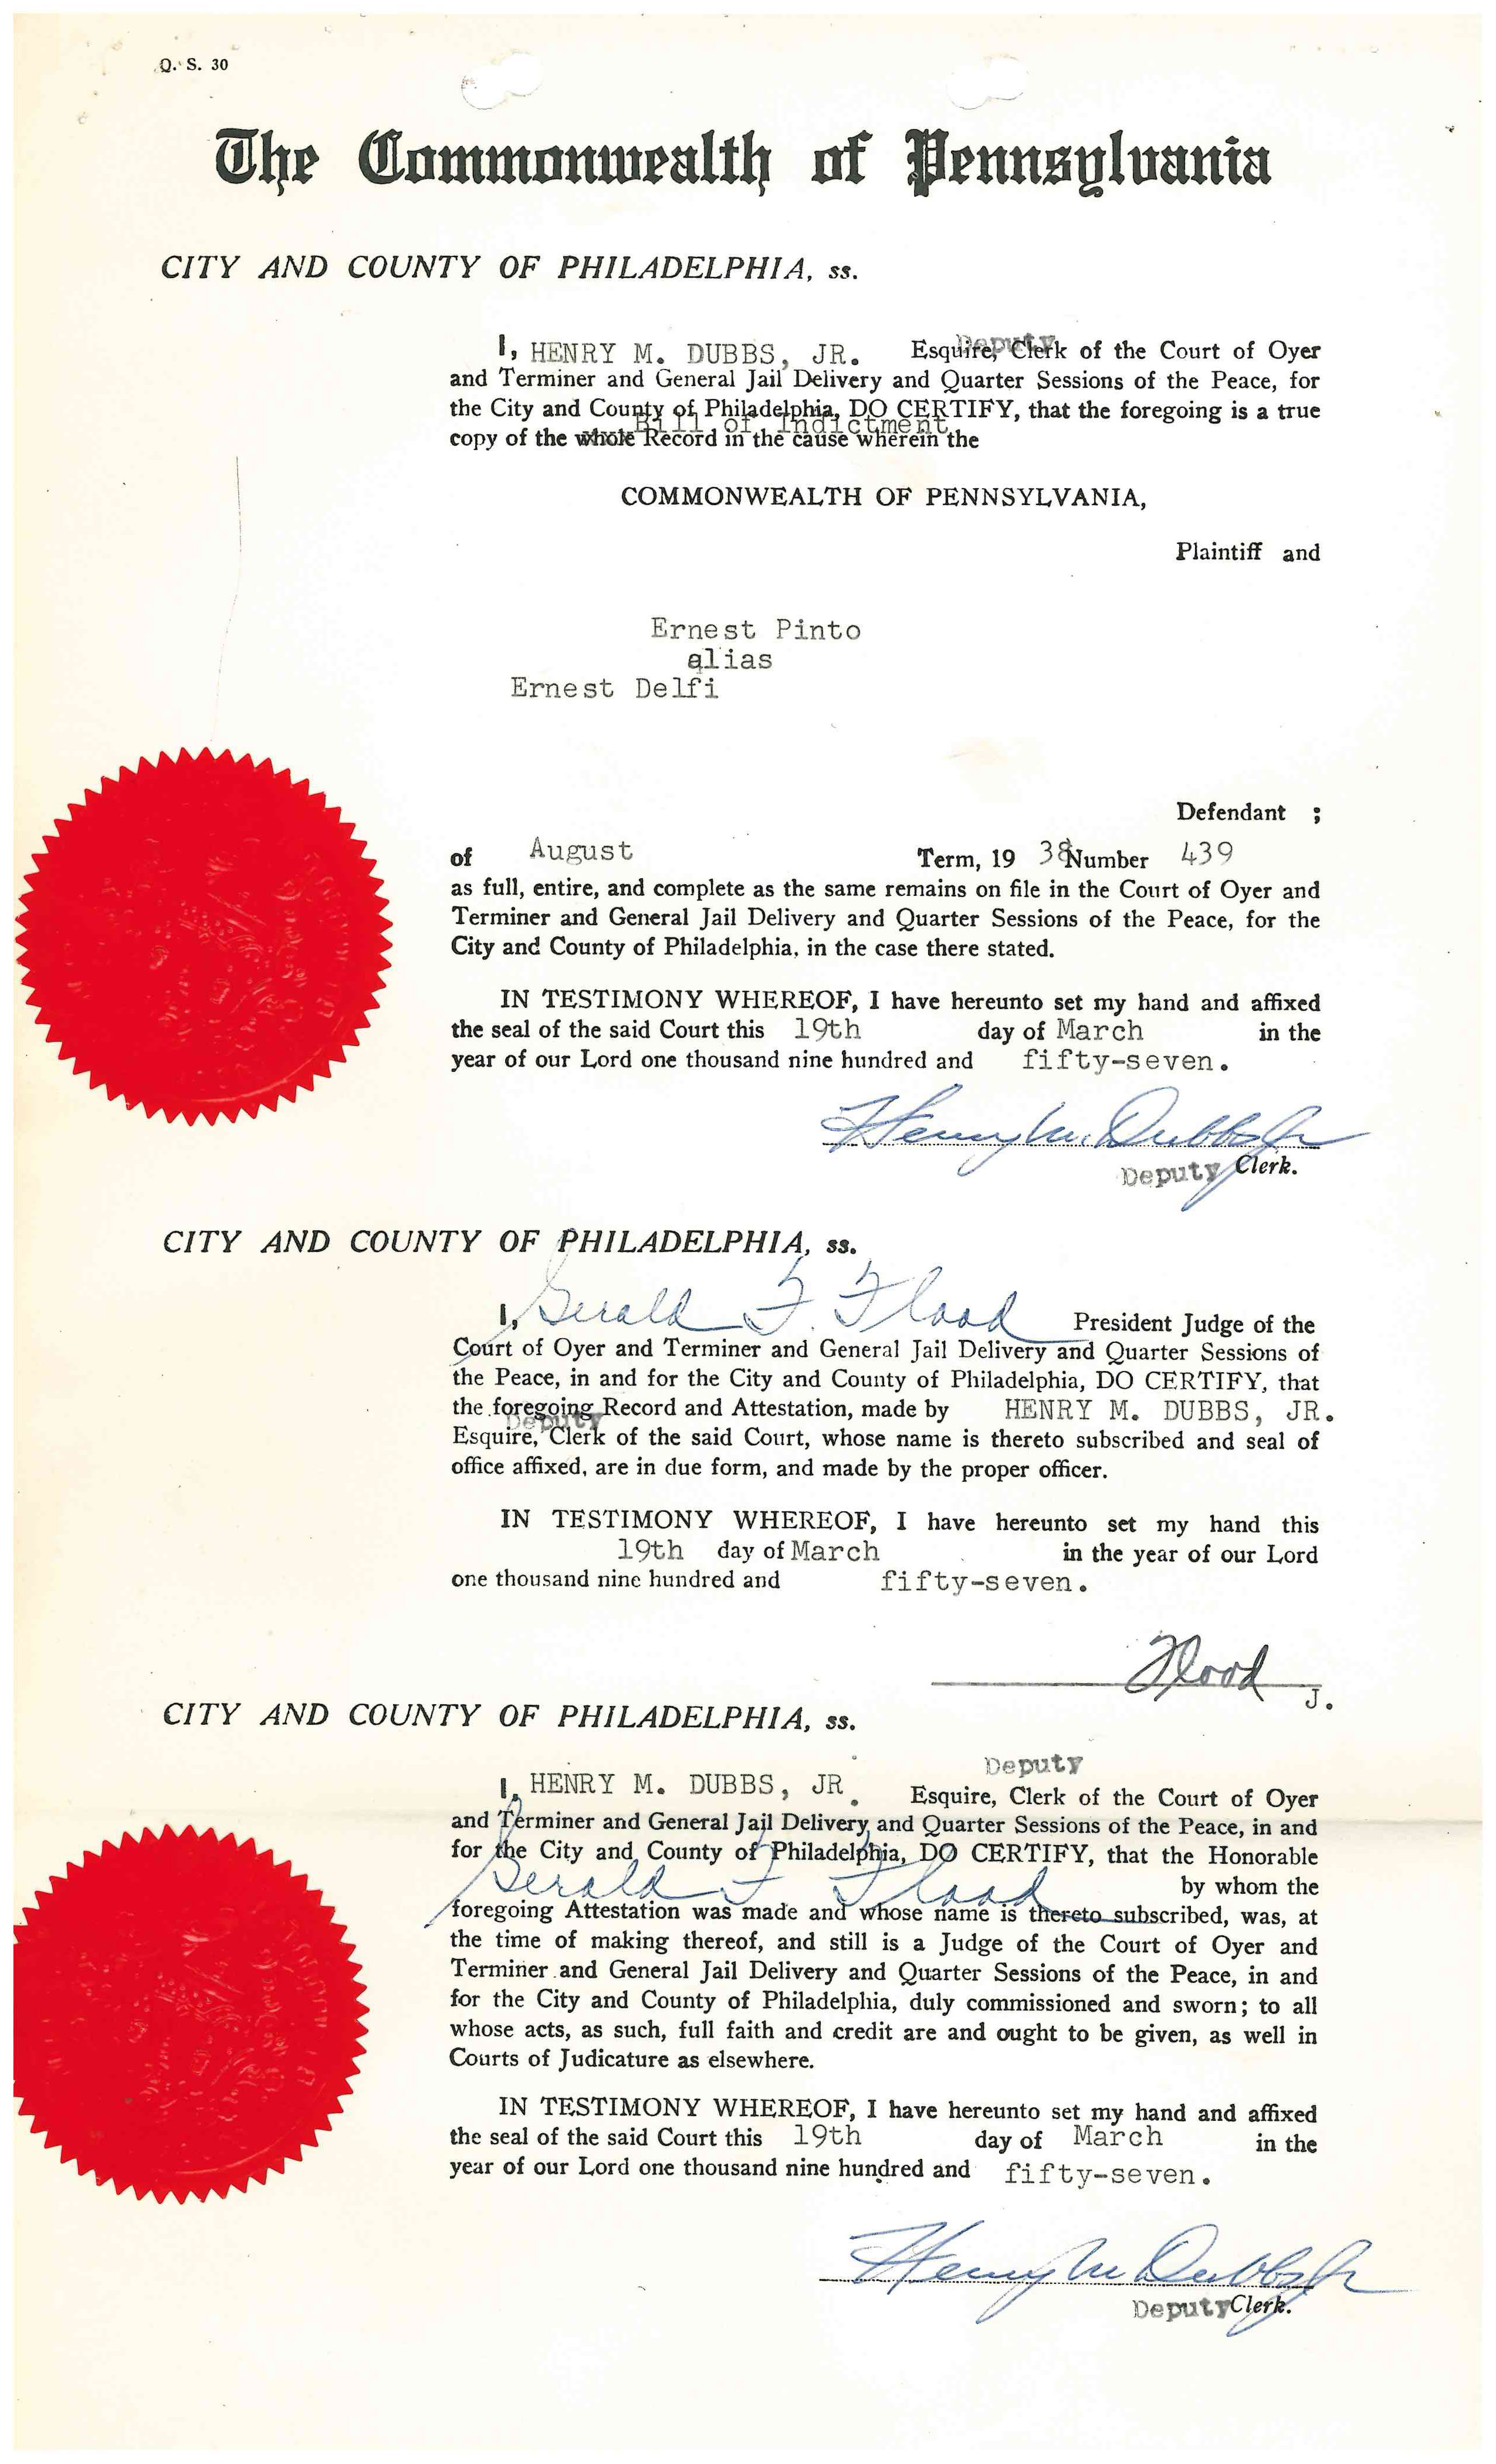 Q. S. 30
The Commonwealth of Pennsylvania
CITY AND COUNTY OF PHILADELPHIA, ss.
Deputy
I, HENRY M. DUBBS, JR. Esquire, Clerk of the Court of Oyer
and Terminer and General Jail Delivery and Quarter Sessions of the Peace, for
the City and County of Philadelphia, DO CERTIFY, that the foregoing is a true
Bill of Indictment
copy of the whole Record in the cause wherein the
COMMONWEALTH OF PENNSYLVANIA,
Plaintiff and
Ernest Pinto
alias
Ernest Delfi
Defendant ;
of August Term, 19 38 Number 439
as full, entire, and complete as the same remains on file in the Court of Oyer and
Terminer and General Jail Delivery and Quarter Sessions of the Peace, for the
City and County of Philadelphia, in the case there stated.
IN TESTIMONY WHEREOF, I have hereunto set my hand and affixed
the seal of the said Court this 19th day of March in the
year of our Lord one thousand nine hundred and fifty-seven.
Henry M. Dubbs Jr
Deputy Clerk.
CITY AND COUNTY OF PHILADELPHIA, ss.
I, Gerald F. Flood President Judge of the
Court of Oyer and Terminer and General Jail Delivery and Quarter Sessions of
the Peace, in and for the City and County of Philadelphia, DO CERTIFY, that
the foregoing Record and Attestation, made by HENRY M. DUBBS, JR.
Deputy
Esquire, Clerk of the said Court, whose name is thereto subscribed and seal of
office affixed, are in due form, and made by the proper officer.
IN TESTIMONY WHEREOF, I have hereunto set my hand this
19th day of March in the year of our Lord
one thousand nine hundred and fifty-seven.
Flood
J.
CITY AND COUNTY OF PHILADELPHIA, ss.
Deputy
I, HENRY M. DUBBS, JR. Esquire, Clerk of the Court of Oyer
and Terminer and General Jail Delivery and Quarter Sessions of the Peace, in and
for the City and County of Philadelphia, DO CERTIFY, that the Honorable
Gerald F. Flood by whom the
foregoing Attestation was made and whose name is thereto subscribed, was, at
the time of making thereof, and still is a Judge of the Court of Oyer and
Terminer and General Jail Delivery and Quarter Sessions of the Peace, in and
for the City and County of Philadelphia, duly commissioned and sworn; to all
whose acts, as such, full faith and credit are and ought to be given, as well in
Courts of Judicature as elsewhere.
IN TESTIMONY WHEREOF, I have hereunto set my hand and affixed
the seal of the said Court this 19th day of March in the
year of our Lord one thousand nine hundred and fifty-seven.
Henry M Dubbs Jr
Deputy Clerk.